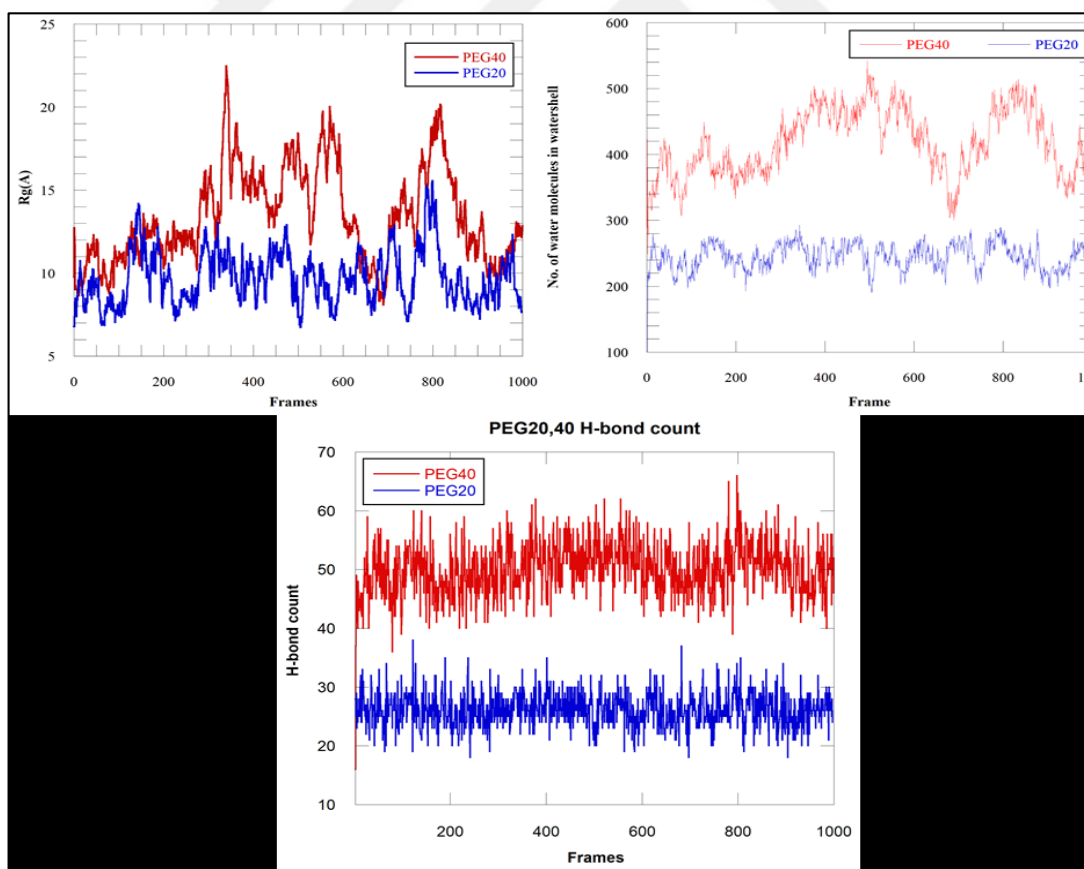 25
20
15
10
5
Rg(A)
PEG40
PEG20
0 200 400 600 800 1000
Frames
600
500
400
300
200
100
No. of water molecules in watershell
PEG40 PEG20
0 200 400 600 800
Frame
PEG20,40 H-bond count
70
60
50
40
30
20
10
H-bond count
PEG40
PEG20
200 400 600 800 1000
Frames